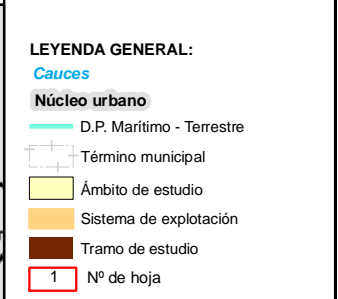 LEYENDA GENERAL:
Cauces
Núcleo urbano
D.P. Marítimo - Terrestre
Término municipal
Ámbito de estudio
Sistema de explotación
Tramo de estudio
1 Nº de hoja